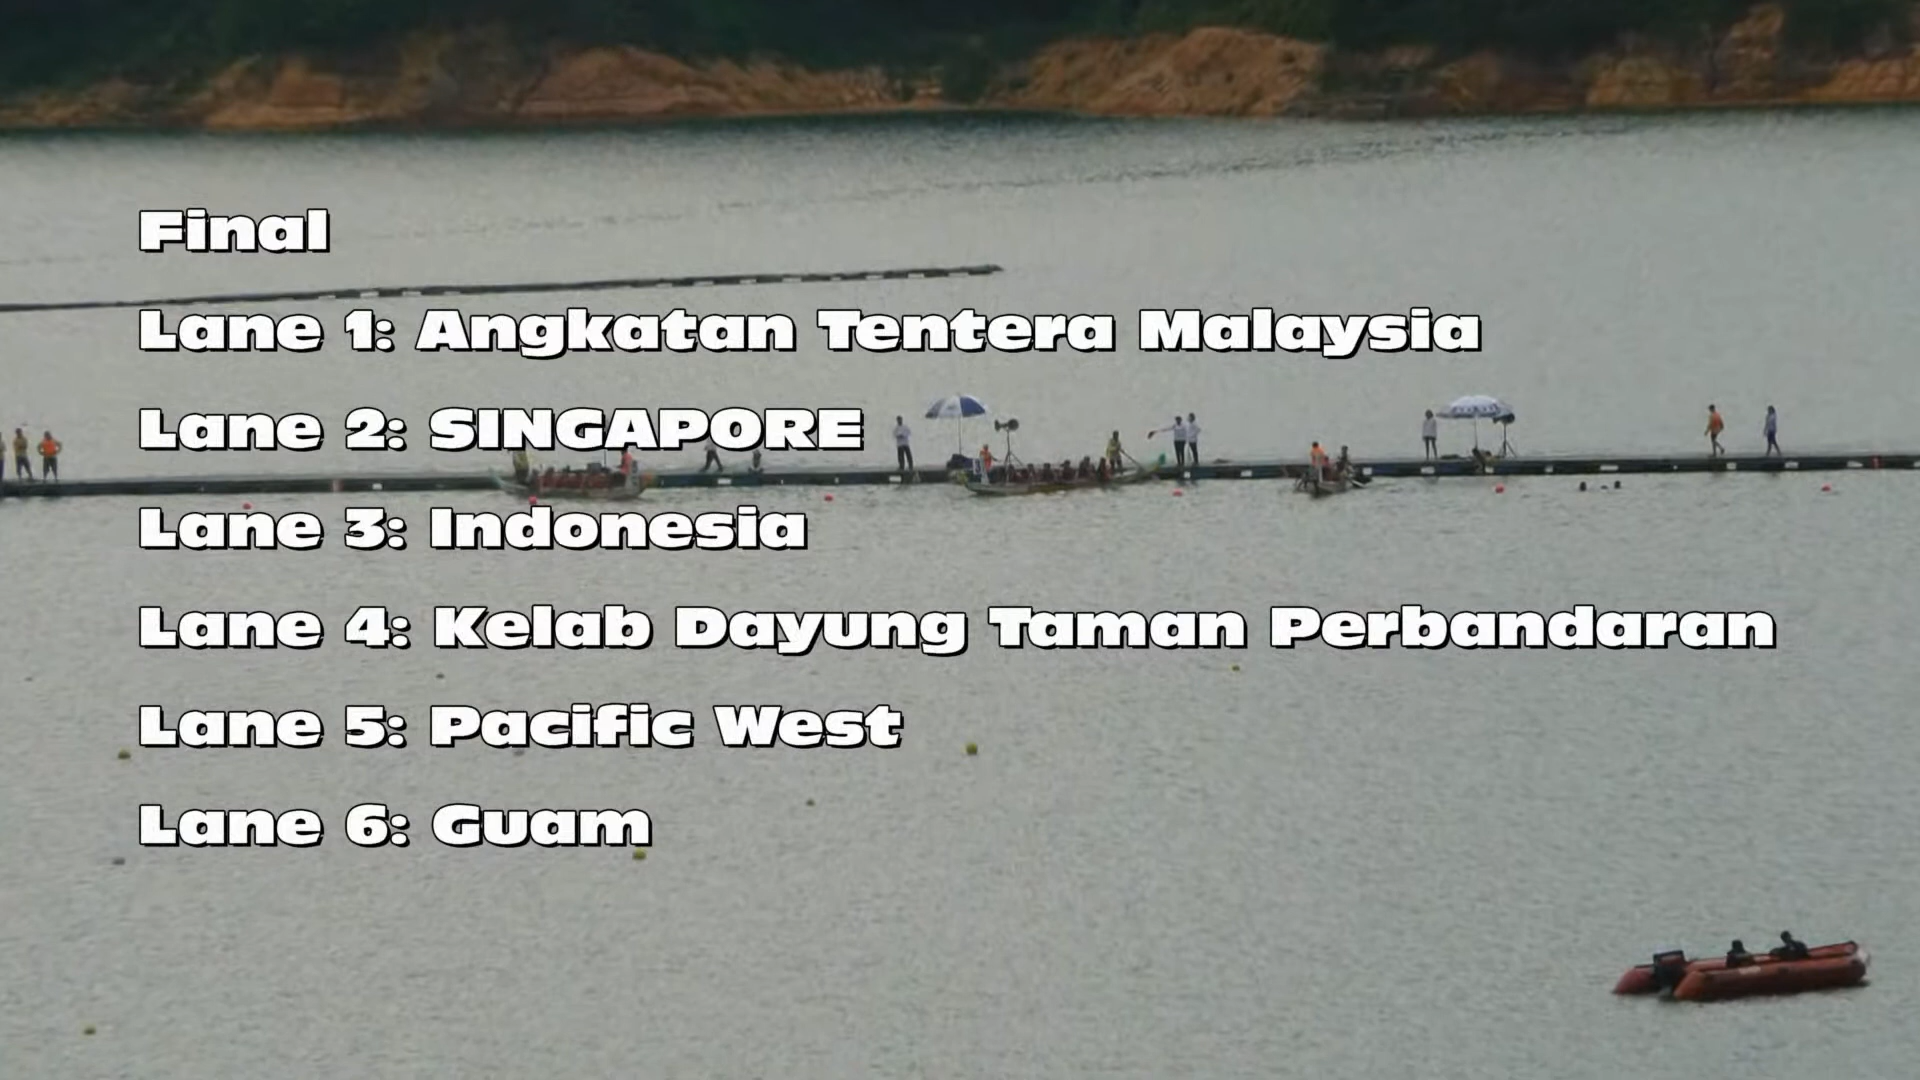 Final
Lane 1: Angkatan Tentera Malaysia
Lane 2: SINGAPORE
Lane 3: Indonesia
Lane 4: Kelab Dayung Taman Perbandaran
Lane 5: Pacific West
Lane 6: Guam